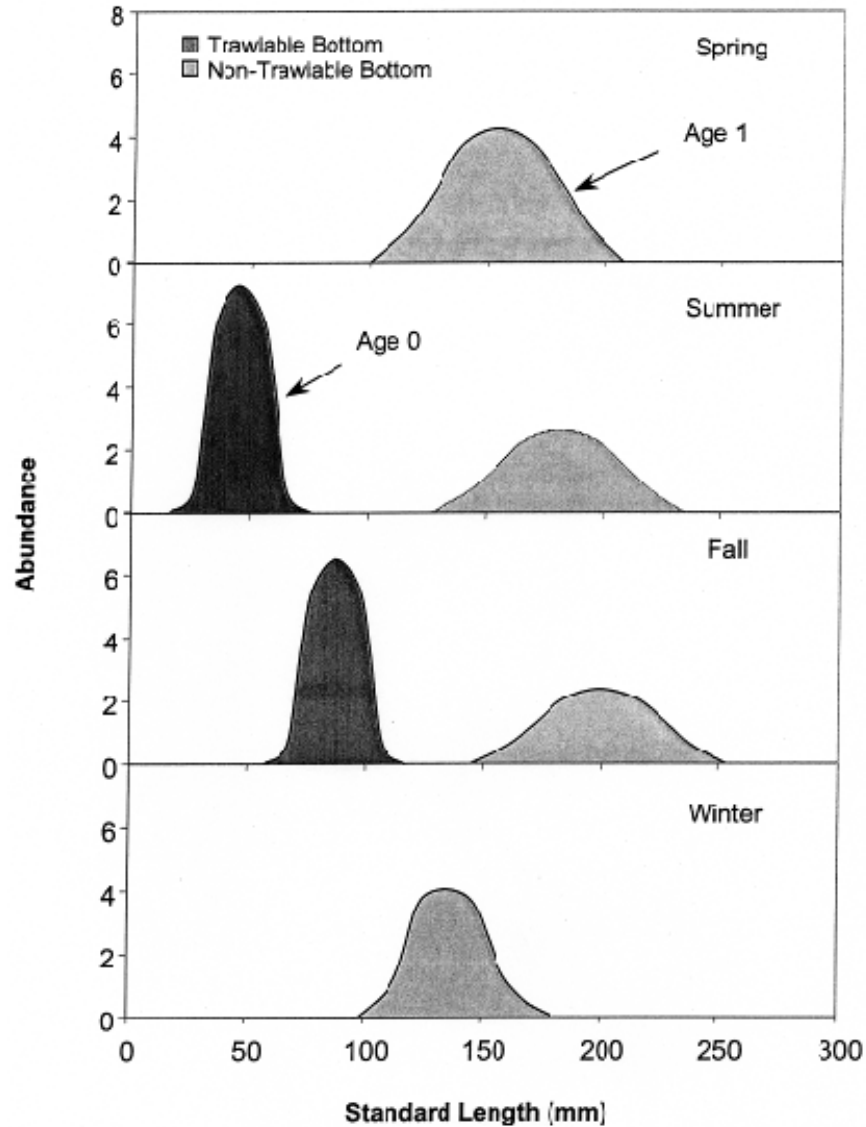 8
Trawlable Bottom
Non-Trawlable Bottom
Spring
6
Age 1
4
2
0
Summer
6
Age 0
4
2
0
Fall
6
4
2
0
Winter
6
4
2
0
0 50 100 150 200 250 300
Abundance
Standard Length (mm)